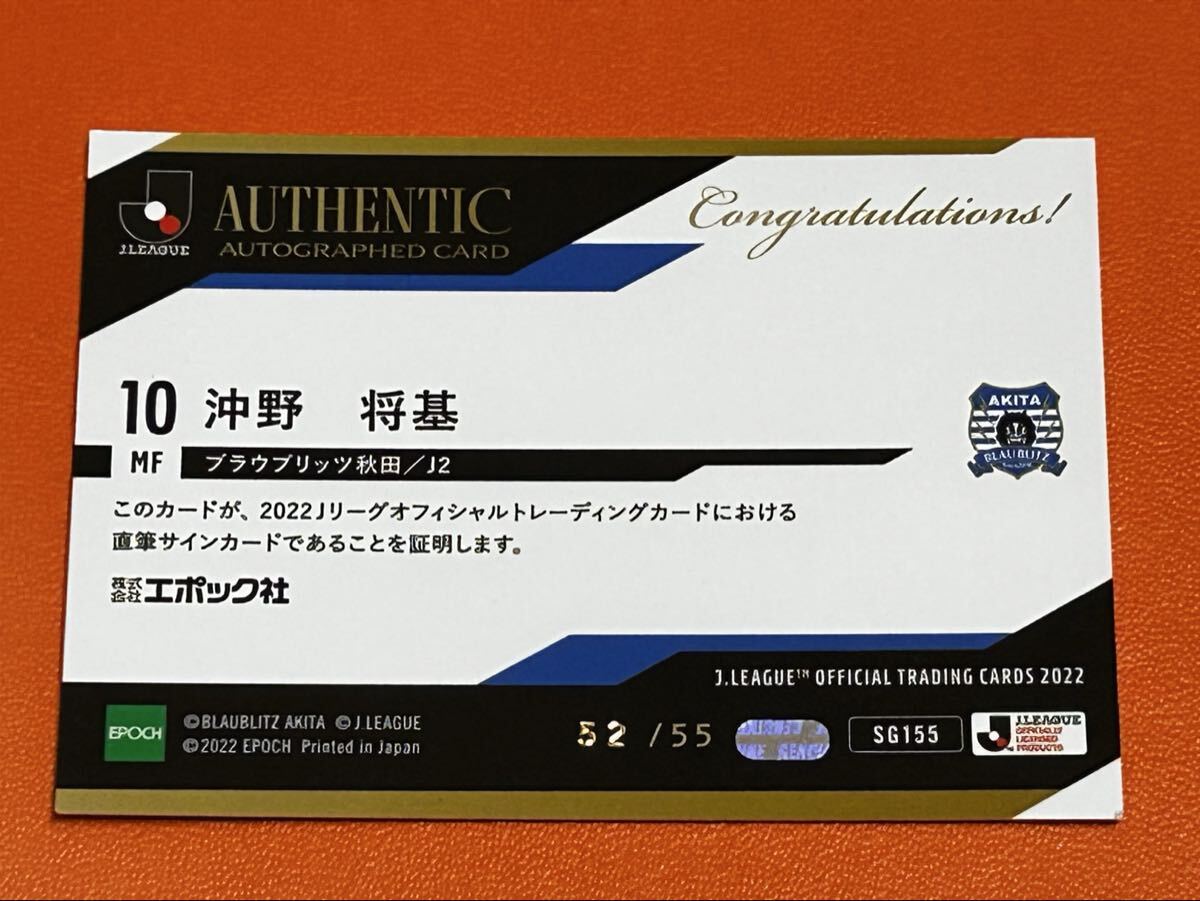 J.LEAGUE
AUTHENTIC
AUTOGRAPHED CARD
Congratulations!
10 沖野 将基
MF ブラウブリッツ秋田/J2
AKITA
BLAUBLITZ
このカードが、2022Jリーグオフィシャルトレーディングカードにおける
直筆サインカードであることを証明します。
株式会社エポック社
J.LEAGUE™ OFFICIAL TRADING CARDS 2022
EPOCH
©BLAUBLITZ AKITA ©J.LEAGUE
©2022 EPOCH Printed in Japan
52 /55
SG155
J.LEAGUE
OFFICIALLY
LICENSED
PRODUCTS